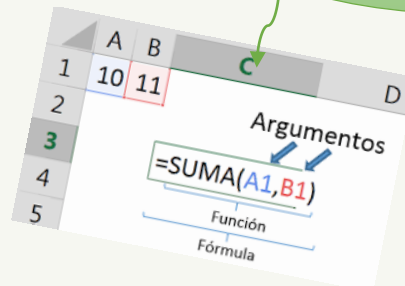 A B C D
1 10 11
2
Argumentos
3
=SUMA(A1,B1)
4
Función
5
Fórmula